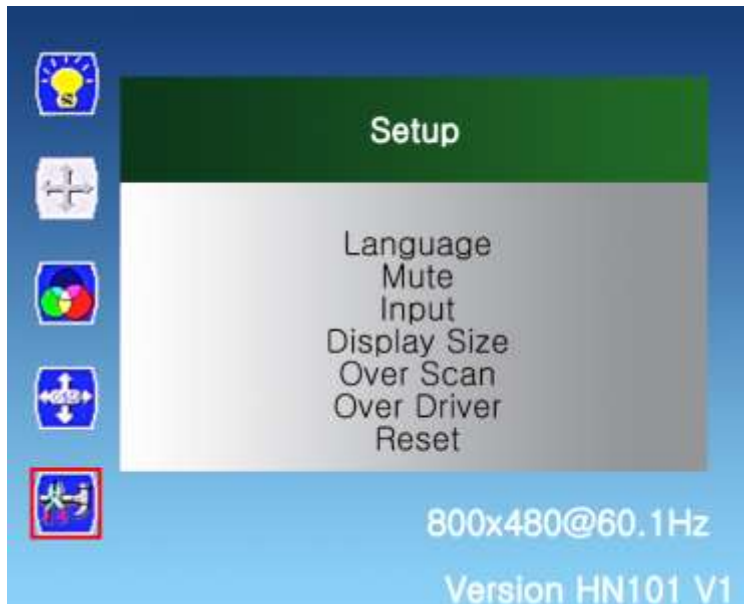 Setup
Language
Mute
Input
Display Size
Over Scan
Over Driver
Reset
800x480@60.1Hz
Version HN101 V1